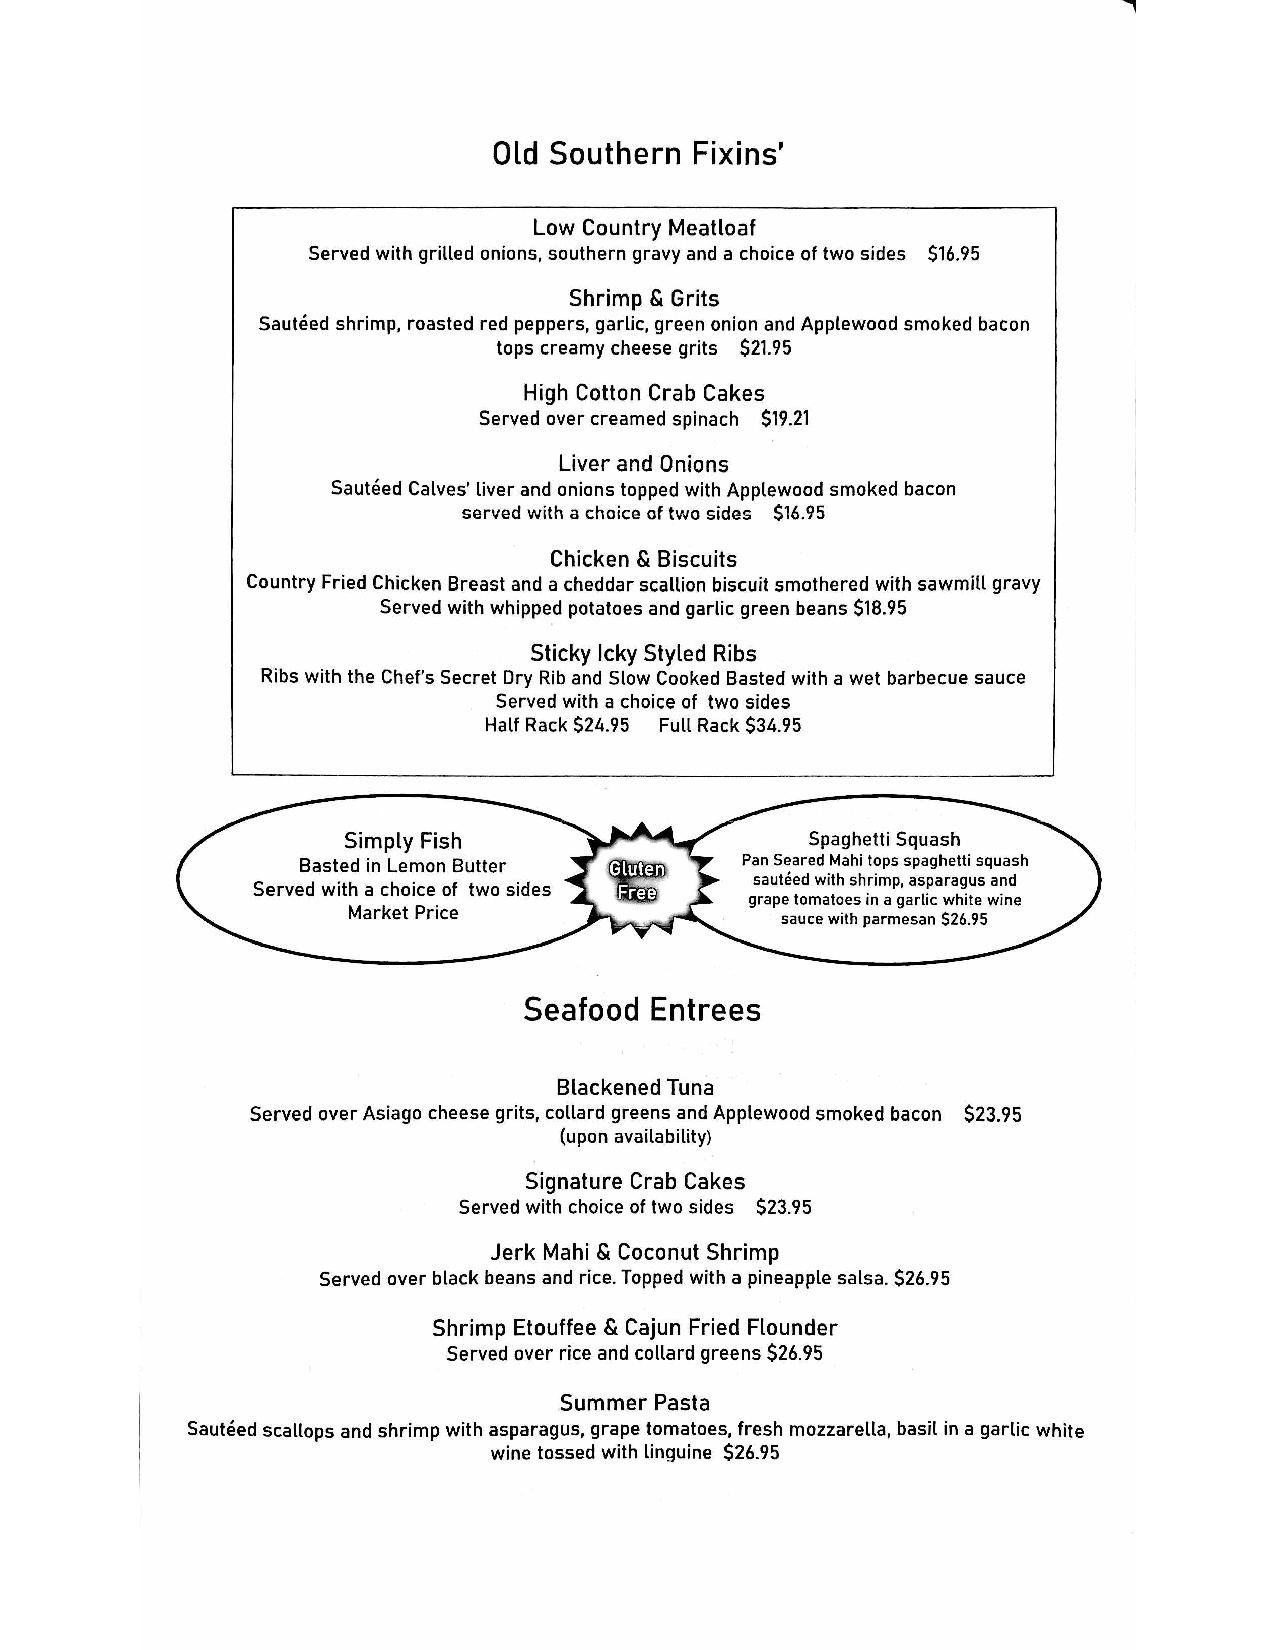 Old Southern Fixins'
Low Country Meatloaf
Served with grilled onions, southern gravy and a choice of two sides $16.95
Shrimp & Grits
Sautéed shrimp, roasted red peppers, garlic, green onion and Applewood smoked bacon
tops creamy cheese grits $21.95
High Cotton Crab Cakes
Served over creamed spinach $19.21
Liver and Onions
Sautéed Calves' liver and onions topped with Applewood smoked bacon
served with a choice of two sides $16.95
Chicken & Biscuits
Country Fried Chicken Breast and a cheddar scallion biscuit smothered with sawmill gravy
Served with whipped potatoes and garlic green beans $18.95
Sticky Icky Styled Ribs
Ribs with the Chef's Secret Dry Rib and Slow Cooked Basted with a wet barbecue sauce
Served with a choice of two sides
Half Rack $24.95 Full Rack $34.95
Simply Fish
Basted in Lemon Butter
Served with a choice of two sides
Market Price
Gluten
Free
Spaghetti Squash
Pan Seared Mahi tops spaghetti squash
sautéed with shrimp, asparagus and
grape tomatoes in a garlic white wine
sauce with parmesan $26.95
Seafood Entrees
Blackened Tuna
Served over Asiago cheese grits, collard greens and Applewood smoked bacon $23.95
(upon availability)
Signature Crab Cakes
Served with choice of two sides $23.95
Jerk Mahi & Coconut Shrimp
Served over black beans and rice. Topped with a pineapple salsa. $26.95
Shrimp Etouffee & Cajun Fried Flounder
Served over rice and collard greens $26.95
Summer Pasta
Sautéed scallops and shrimp with asparagus, grape tomatoes, fresh mozzarella, basil in a garlic white
wine tossed with linguine $26.95